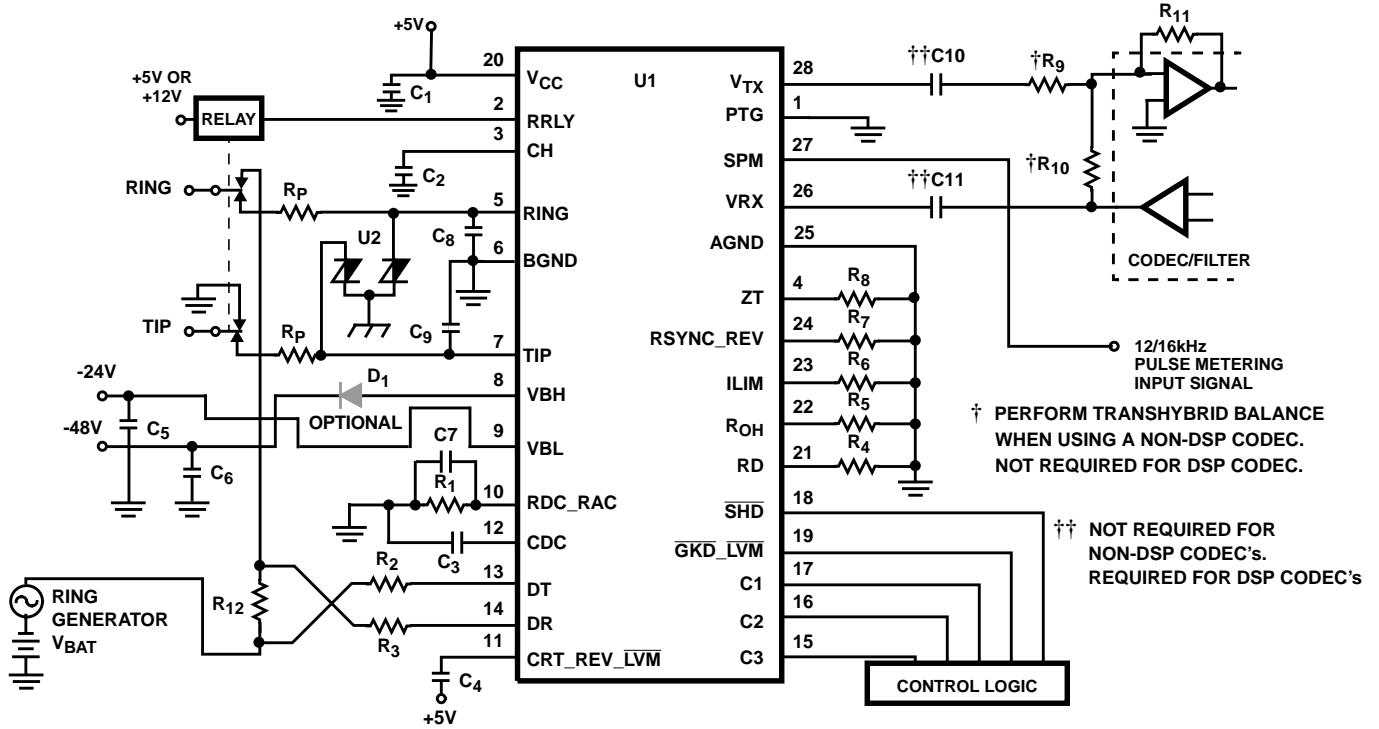 +5V
+5V OR
+12V
RELAY
RING
TIP
-24V
-48V
RING
GENERATOR
VBAT
R12
C1
C2
RP
U2
C8
C9
RP
D1
OPTIONAL
C5
C6
C7
R1
C3
R2
R3
C4
+5V
U1
20 VCC
2 RRLY
3 CH
5 RING
6 BGND
7 TIP
8 VBH
9 VBL
10 RDC_RAC
12 CDC
13 DT
14 DR
11 CRT_REV_LVM
VTX 28
PTG 1
SPM 27
VRX 26
AGND 25
ZT 4
RSYNC_REV 24
ILIM 23
ROH 22
RD 21
SHD 18
GKD_LVM 19
C1 17
C2 16
C3 15
††C10
†R9
R11
†R10
††C11
CODEC/FILTER
R8
R7
R6
R5
R4
12/16kHz
PULSE METERING
INPUT SIGNAL
† PERFORM TRANSHYBRID BALANCE
WHEN USING A NON-DSP CODEC.
NOT REQUIRED FOR DSP CODEC.
†† NOT REQUIRED FOR
NON-DSP CODEC's.
REQUIRED FOR DSP CODEC's
CONTROL LOGIC